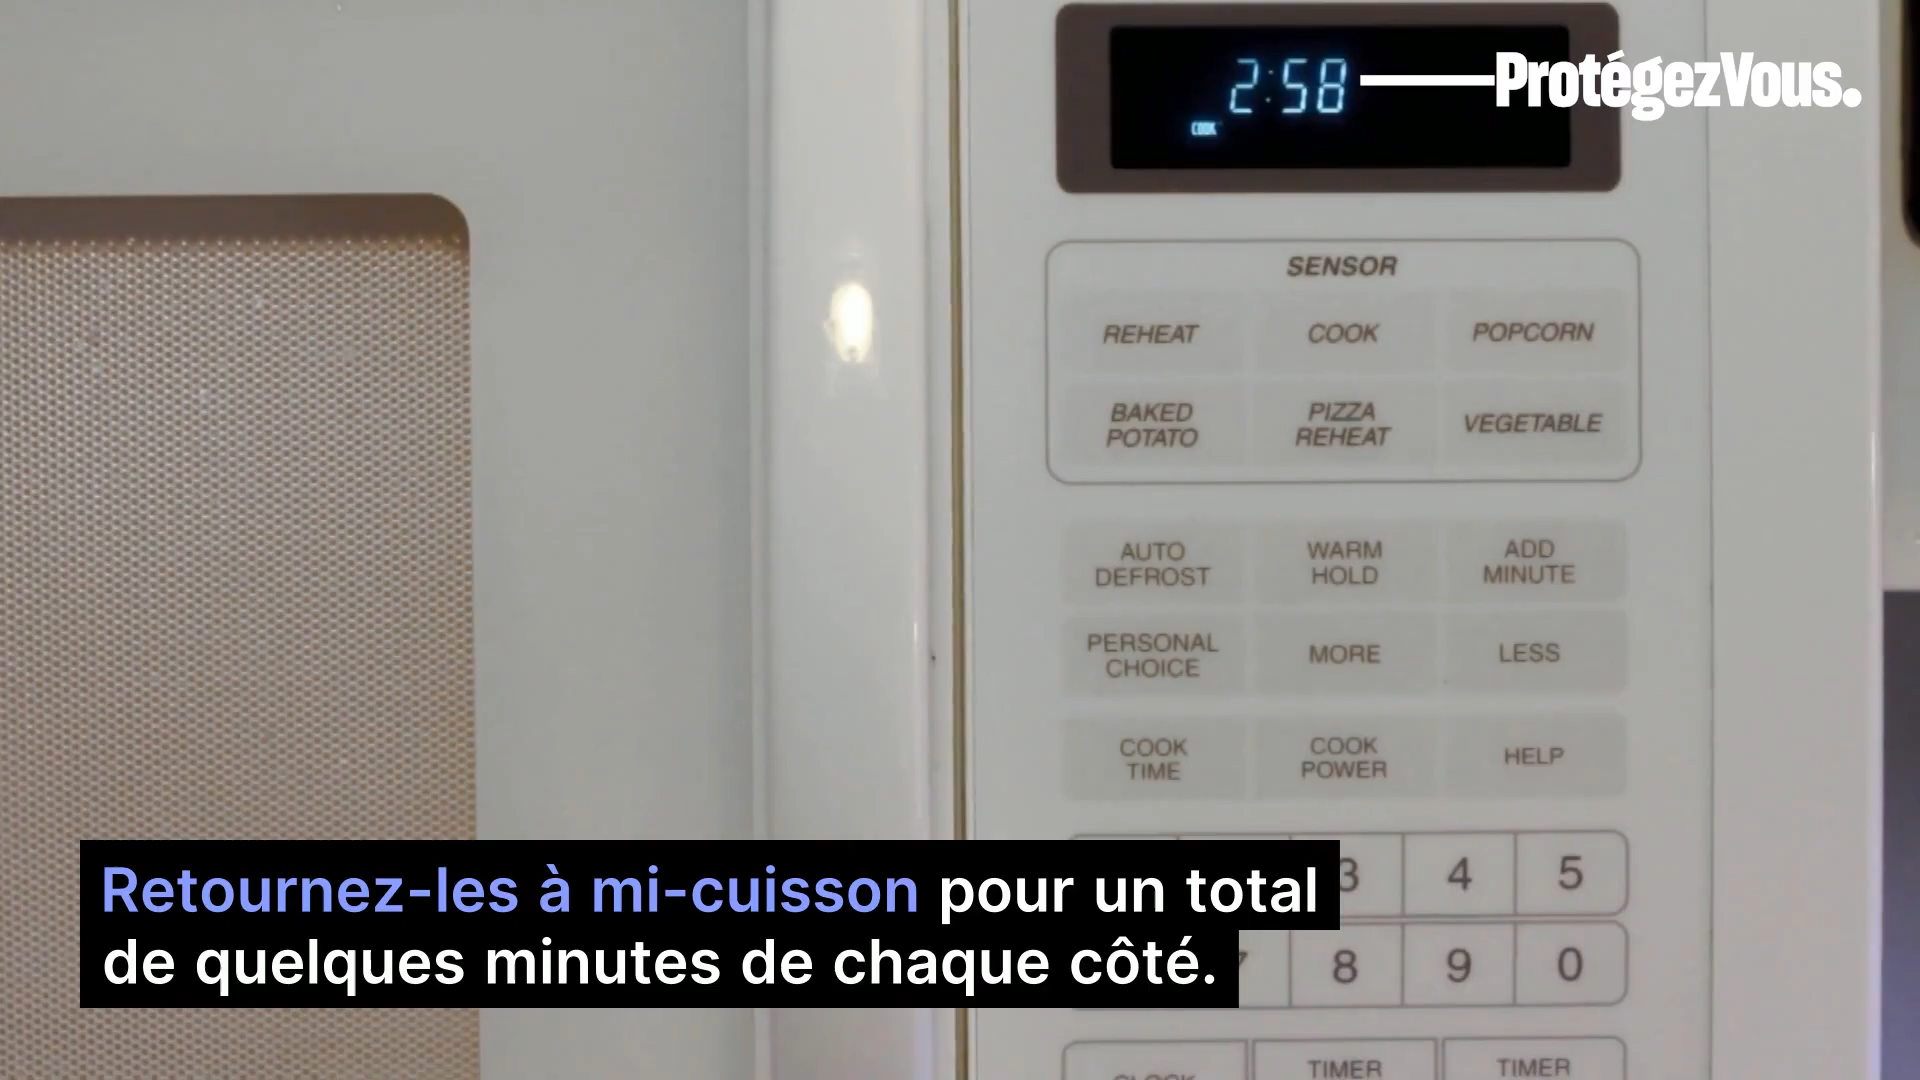 2:58
COOK
ProtégezVous.
SENSOR
REHEAT
COOK
POPCORN
BAKED
POTATO
PIZZA
REHEAT
VEGETABLE
AUTO
DEFROST
WARM
HOLD
ADD
MINUTE
PERSONAL
CHOICE
MORE
LESS
COOK
TIME
COOK
POWER
HELP
3 4 5
8 9 0
Retournez-les à mi-cuisson pour un total
de quelques minutes de chaque côté.
TIMER
TIMER